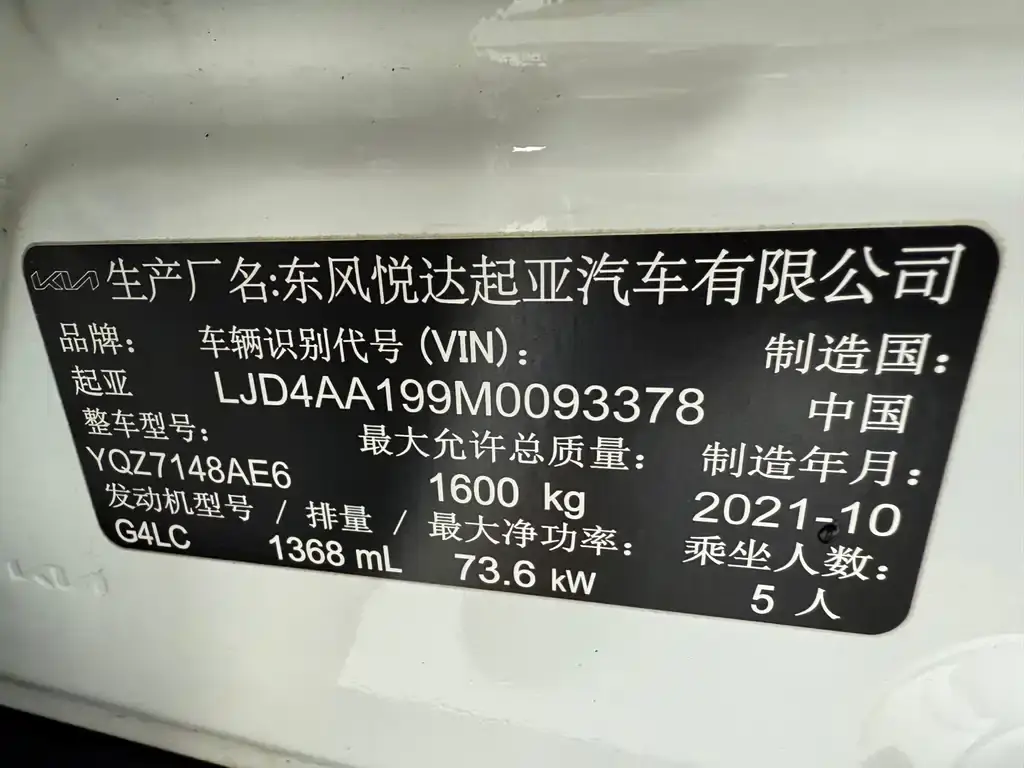 KIA 生产厂名:东风悦达起亚汽车有限公司
品牌: 车辆识别代号(VIN): 制造国:
起亚 LJD4AA199M0093378 中国
整车型号: 最大允许总质量: 制造年月:
YQZ7148AE6 1600 kg 2021-10
发动机型号 / 排量 / 最大净功率: 乘坐人数:
G4LC 1368 mL 73.6 kW 5 人